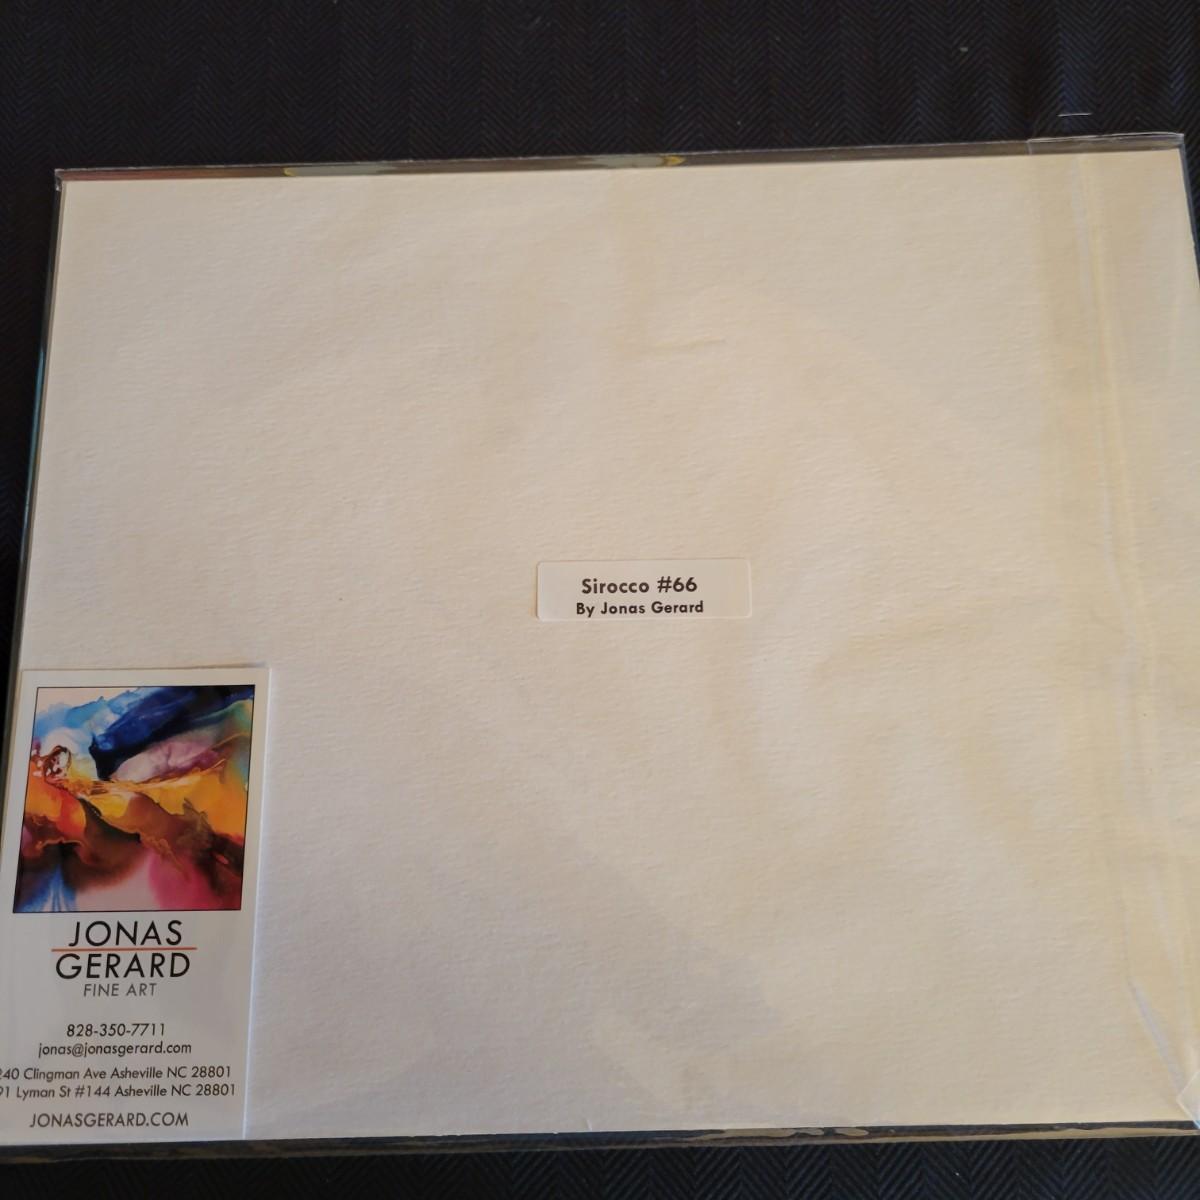 Sirocco #66
By Jonas Gerard
JONAS
GERARD
FINE ART
828-350-7711
jonas@jonasgerard.com
240 Clingman Ave Asheville NC 28801
Lyman St #144 Asheville NC 28801
JONASGERARD.COM